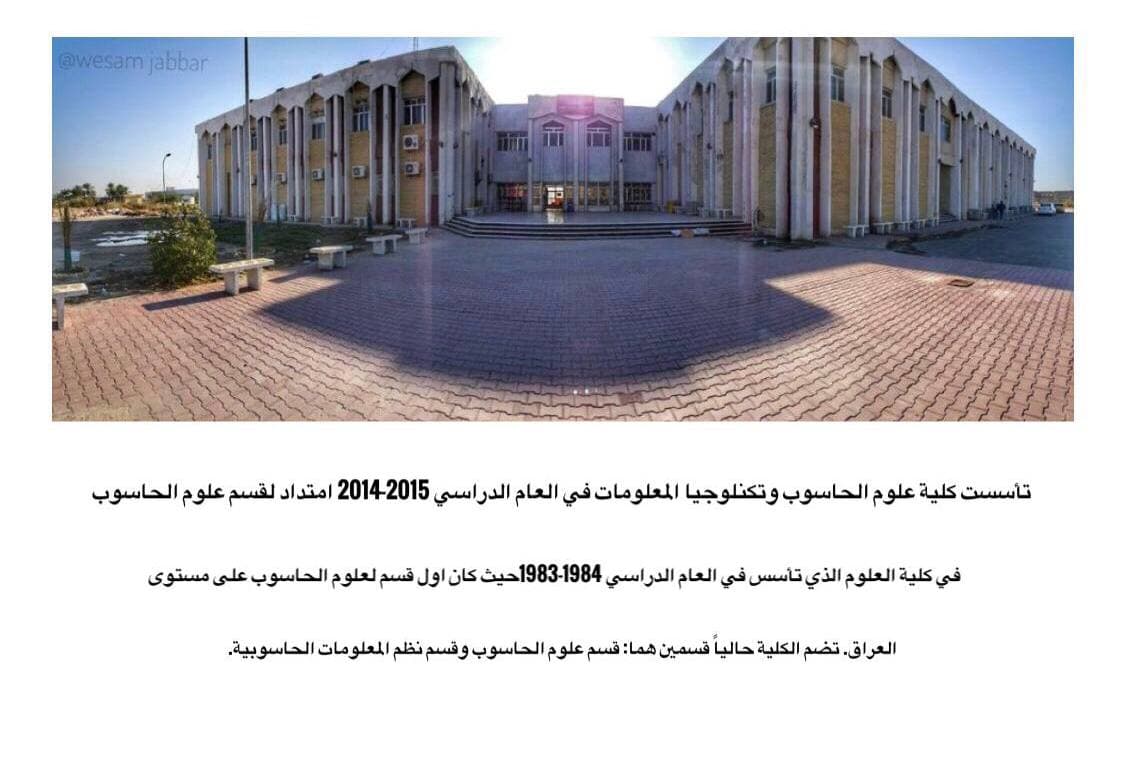 @wesam jabbar
تأسست كلية علوم الحاسوب وتكنلوجيا المعلومات في العام الدراسي 2015-2014 امتداد لقسم علوم الحاسوب
في كلية العلوم الذي تأسس في العام الدراسي 1984-1983حيث كان اول قسم لعلوم الحاسوب على مستوى
العراق. تضم الكلية حالياً قسمين هما: قسم علوم الحاسوب وقسم نظم المعلومات الحاسوبية.